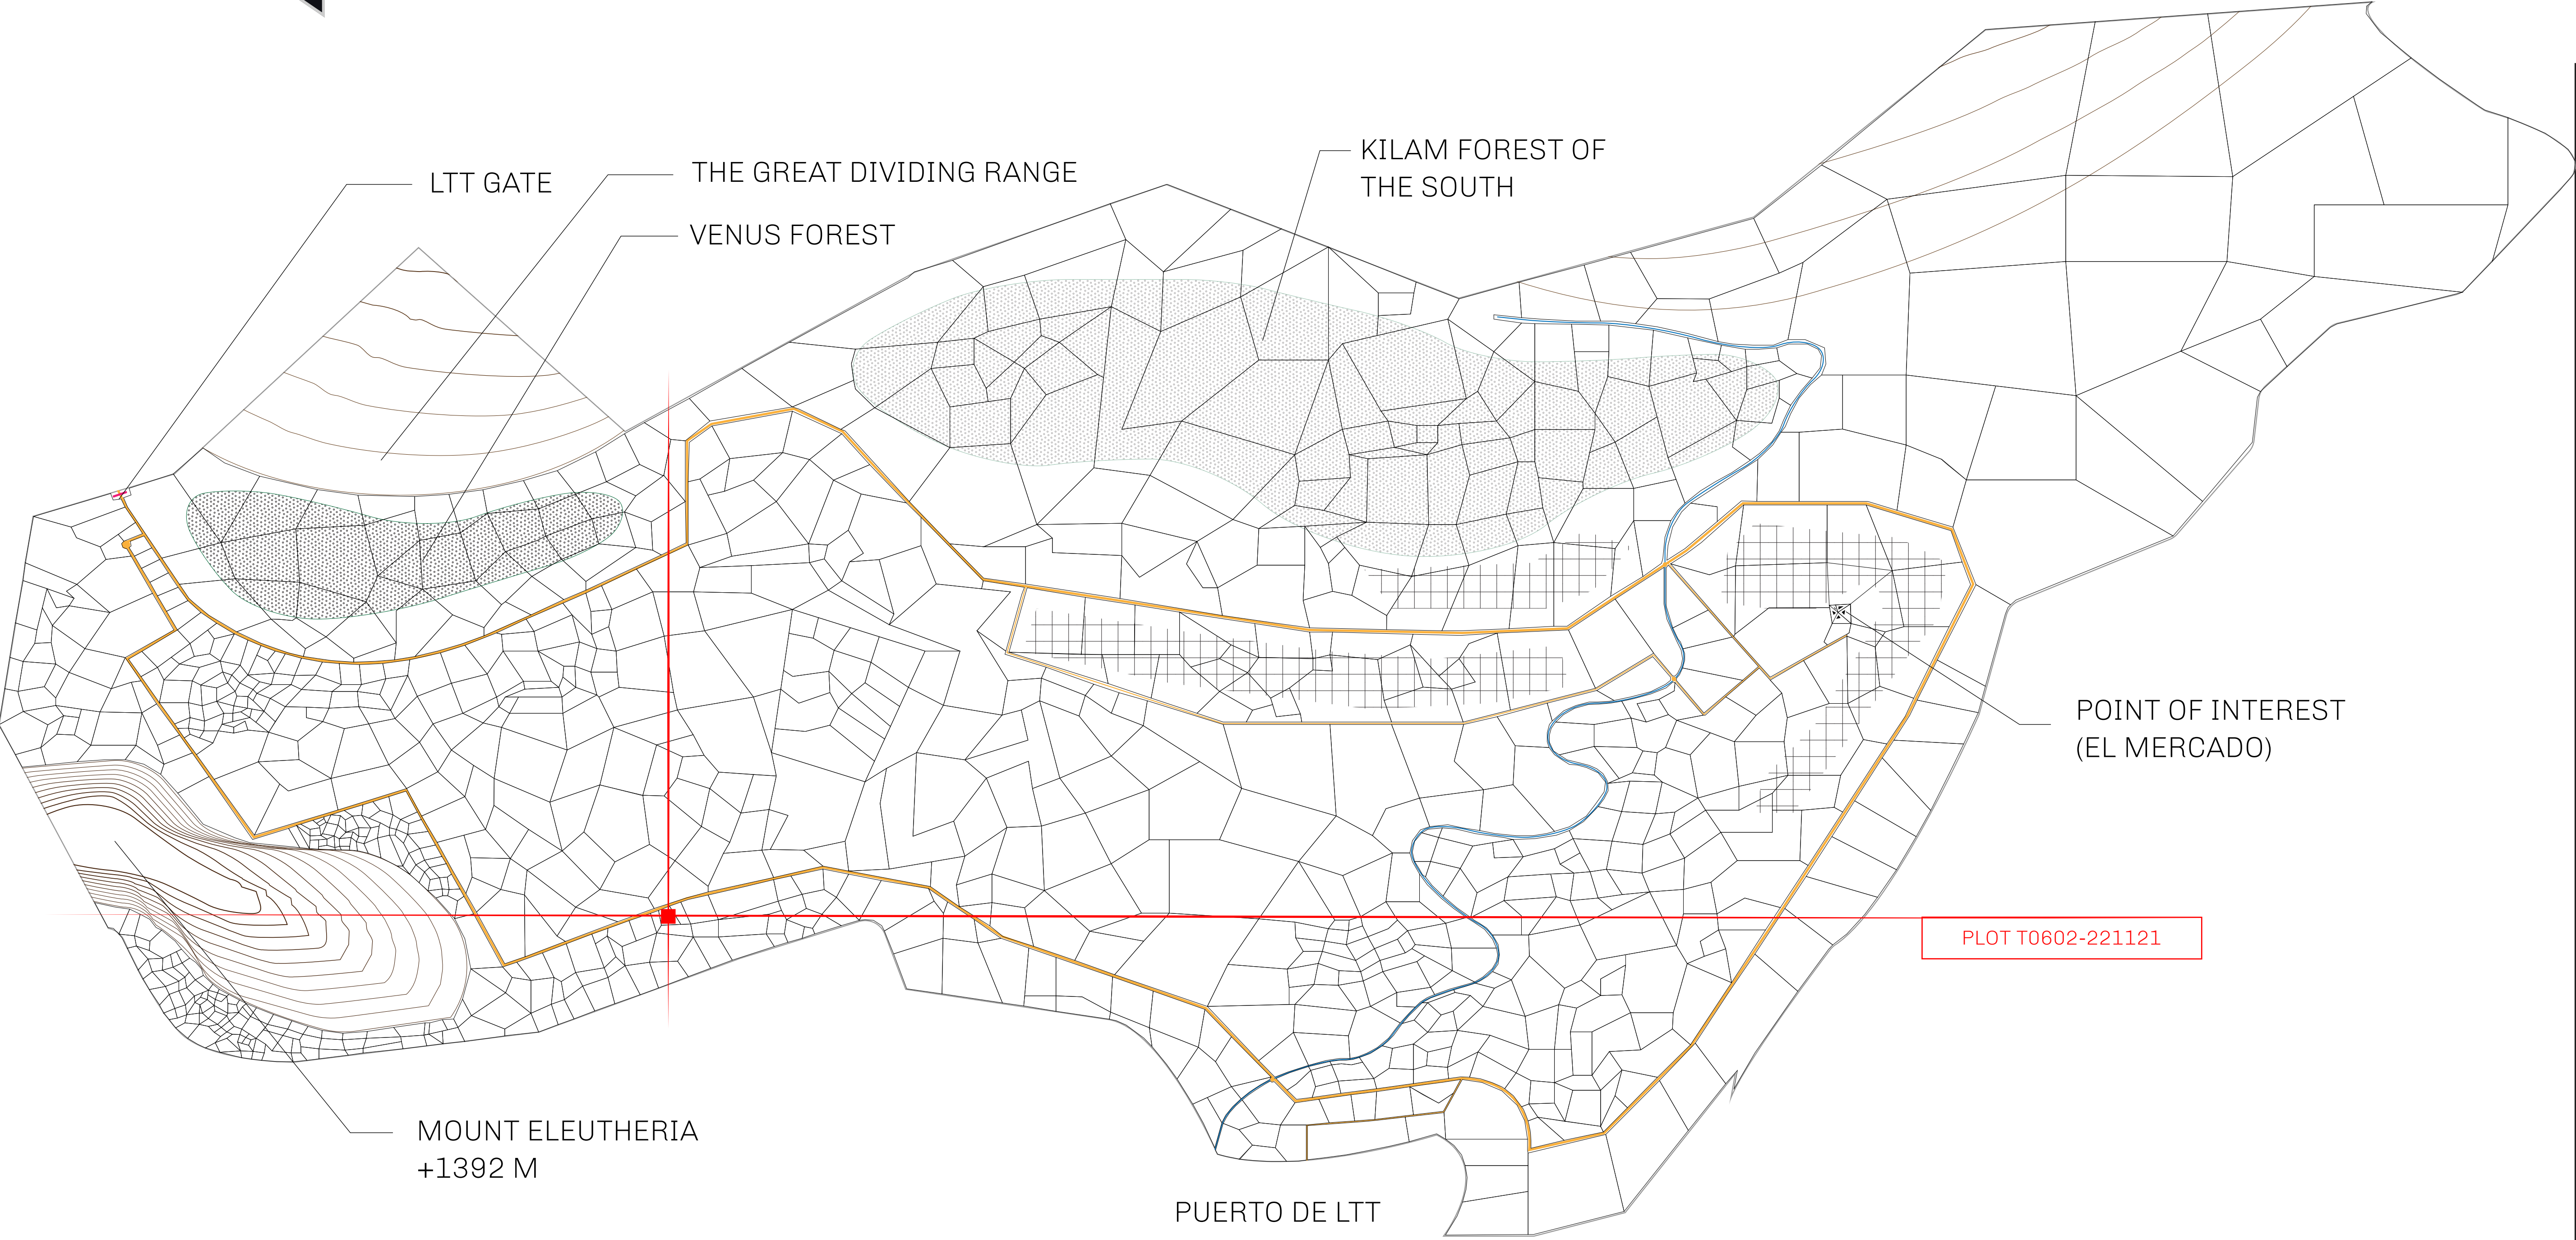 KILAM FOREST OF
THE SOUTH
THE GREAT DIVIDING RANGE
LTT GATE
VENUS FOREST
POINT OF INTEREST
(EL MERCADO)
PLOT T0602-221121
MOUNT ELEUTHERIA
+1392 M
PUERTO DE LTT